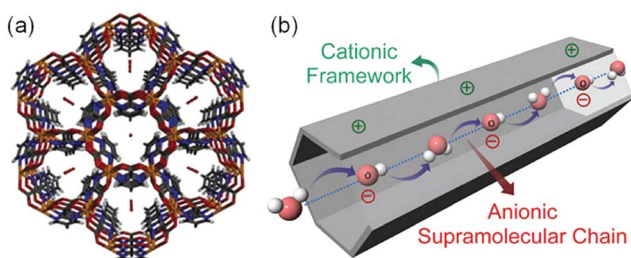 (a)
(b)
Cationic
Framework
⊕ ⊕ ⊕
O O O O
⊖ ⊖ ⊖
Anionic
Supramolecular Chain